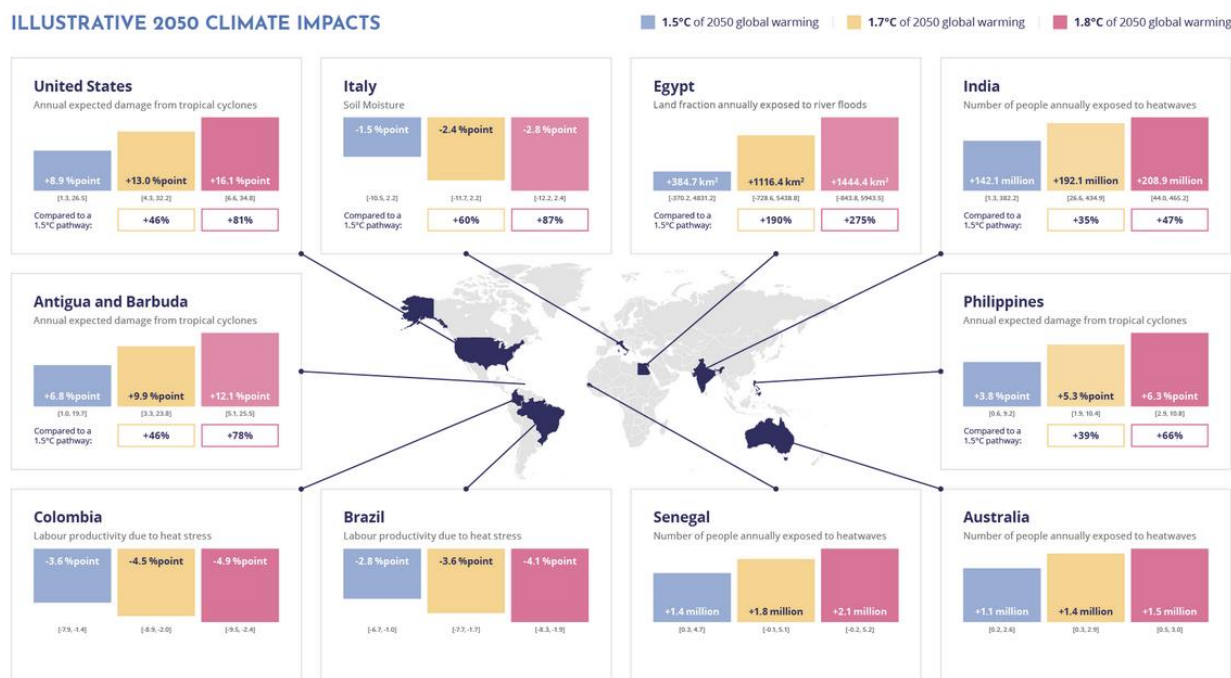 ILLUSTRATIVE 2050 CLIMATE IMPACTS
1.5°C of 2050 global warming
1.7°C of 2050 global warming
1.8°C of 2050 global warming
United States
Annual expected damage from tropical cyclones
+8.9 %point
+13.0 %point
+16.1 %point
[1.3, 26.5]
[4.3, 32.2]
[6.6, 34.8]
Compared to a
1.5°C pathway:
+46%
+81%
Italy
Soil Moisture
-1.5 %point
-2.4 %point
-2.8 %point
[-10.5, 2.2]
[-11.7, 2.2]
[-12.2, 2.4]
Compared to a
1.5°C pathway:
+60%
+87%
Egypt
Land fraction annually exposed to river floods
+384.7 km²
+1116.4 km²
+1444.4 km²
[-370.2, 4831.2]
[-728.6, 5438.8]
[-843.8, 5943.5]
Compared to a
1.5°C pathway:
+190%
+275%
India
Number of people annually exposed to heatwaves
+142.1 million
+192.1 million
+208.9 million
[1.3, 382.2]
[26.6, 434.9]
[44.0, 465.2]
Compared to a
1.5°C pathway:
+35%
+47%
Antigua and Barbuda
Annual expected damage from tropical cyclones
+6.8 %point
+9.9 %point
+12.1 %point
[1.0, 19.7]
[3.3, 23.8]
[5.1, 25.5]
Compared to a
1.5°C pathway:
+46%
+78%
Philippines
Annual expected damage from tropical cyclones
+3.8 %point
+5.3 %point
+6.3 %point
[0.6, 9.2]
[1.9, 10.4]
[2.9, 10.8]
Compared to a
1.5°C pathway:
+39%
+66%
Colombia
Labour productivity due to heat stress
-3.6 %point
-4.5 %point
-4.9 %point
[-7.9, -1.4]
[-8.9, -2.0]
[-9.5, -2.4]
Brazil
Labour productivity due to heat stress
-2.8 %point
-3.6 %point
-4.1 %point
[-6.7, -1.0]
[-7.7, -1.7]
[-8.3, -1.9]
Senegal
Number of people annually exposed to heatwaves
+1.4 million
+1.8 million
+2.1 million
[0.3, 4.7]
[-0.1, 5.1]
[-0.2, 5.2]
Australia
Number of people annually exposed to heatwaves
+1.1 million
+1.4 million
+1.5 million
[0.2, 2.6]
[0.3, 2.9]
[0.5, 3.0]